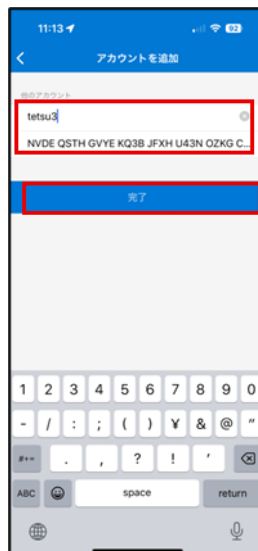 11:13
92
アカウントを追加
他のアカウント
tetsu3
NVDE QSTH GVYE KQ3B JFXH U43N OZKG C...
完了
1 2 3 4 5 6 7 8 9 0
- / : ; ( ) ¥ & @ "
#+= . , ? ! '
ABC space return